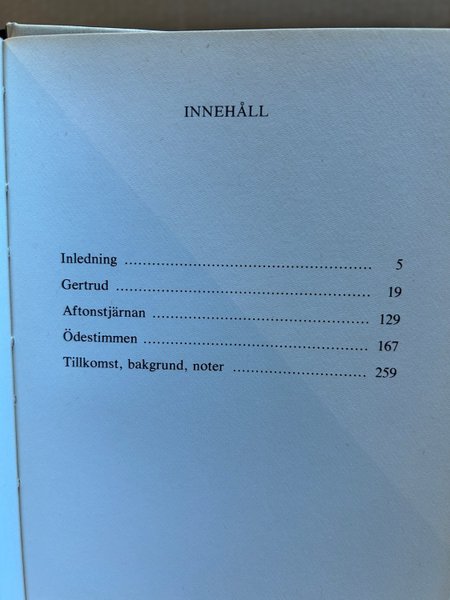 INNEHÅLL
Inledning ........................................ 5
Gertrud ........................................ 19
Aftonstjärnan ................................... 129
Ödestimmen .................................... 167
Tillkomst, bakgrund, noter ...................... 259